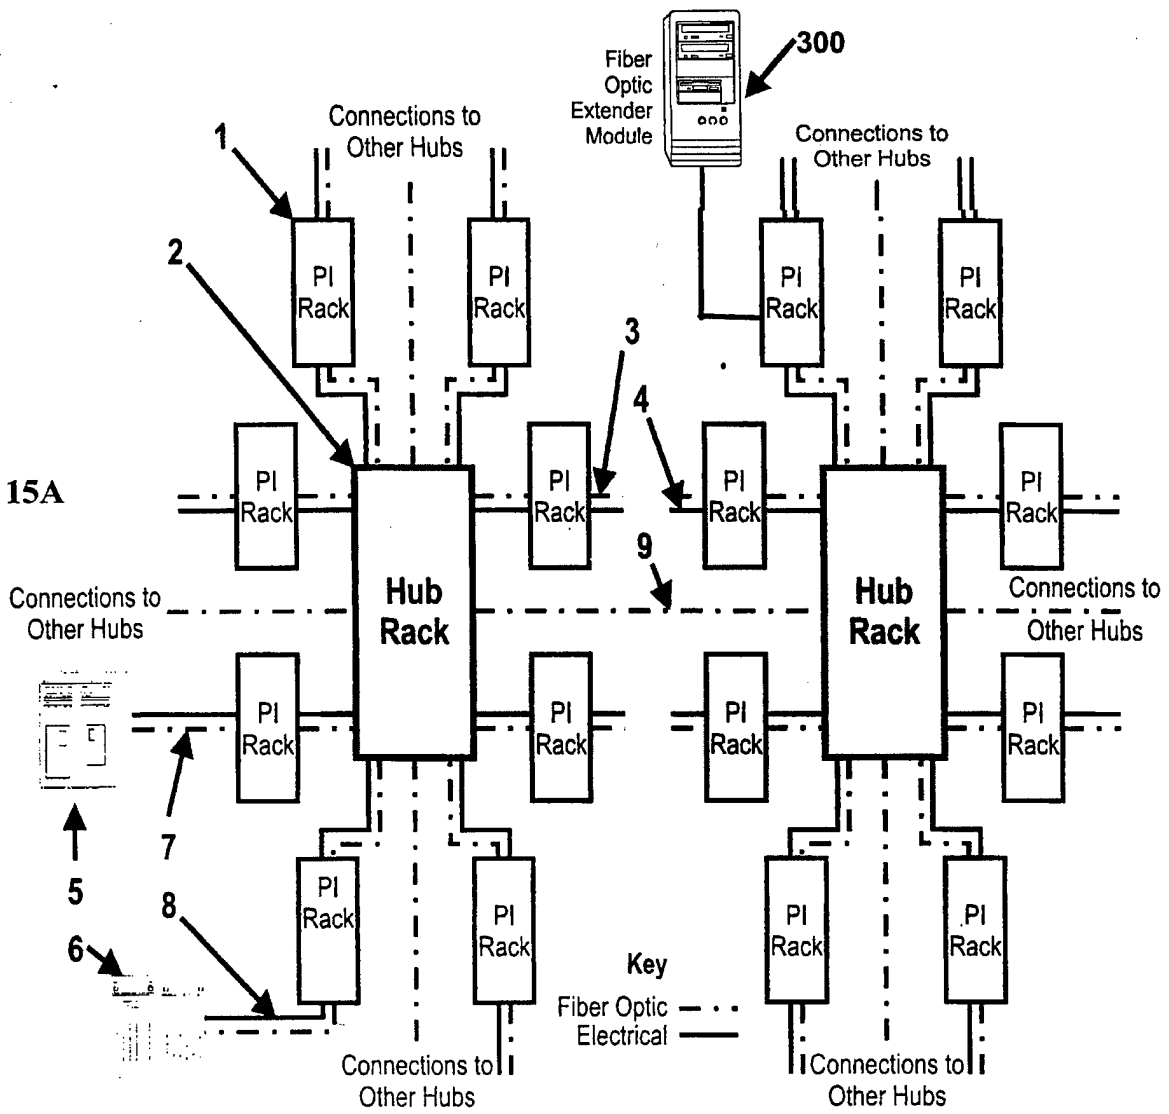 300
Fiber
Optic
Extender
Module
Connections to
Other Hubs
Connections to
Other Hubs
1
2
PI
Rack
PI
Rack
PI
Rack
PI
Rack
3
4
15A
PI
Rack
PI
Rack
PI
Rack
PI
Rack
9
Hub
Rack
Hub
Rack
Connections to
Other Hubs
Connections to
Other Hubs
PI
Rack
PI
Rack
PI
Rack
PI
Rack
7
5
8
6
PI
Rack
PI
Rack
PI
Rack
PI
Rack
Key
Fiber Optic
Electrical
Connections to
Other Hubs
Connections to
Other Hubs